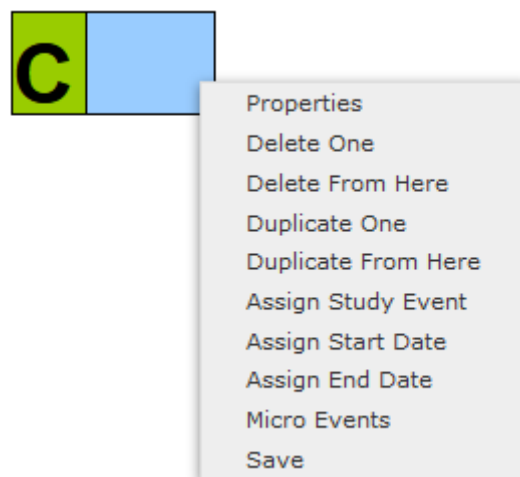 C
Properties
Delete One
Delete From Here
Duplicate One
Duplicate From Here
Assign Study Event
Assign Start Date
Assign End Date
Micro Events
Save